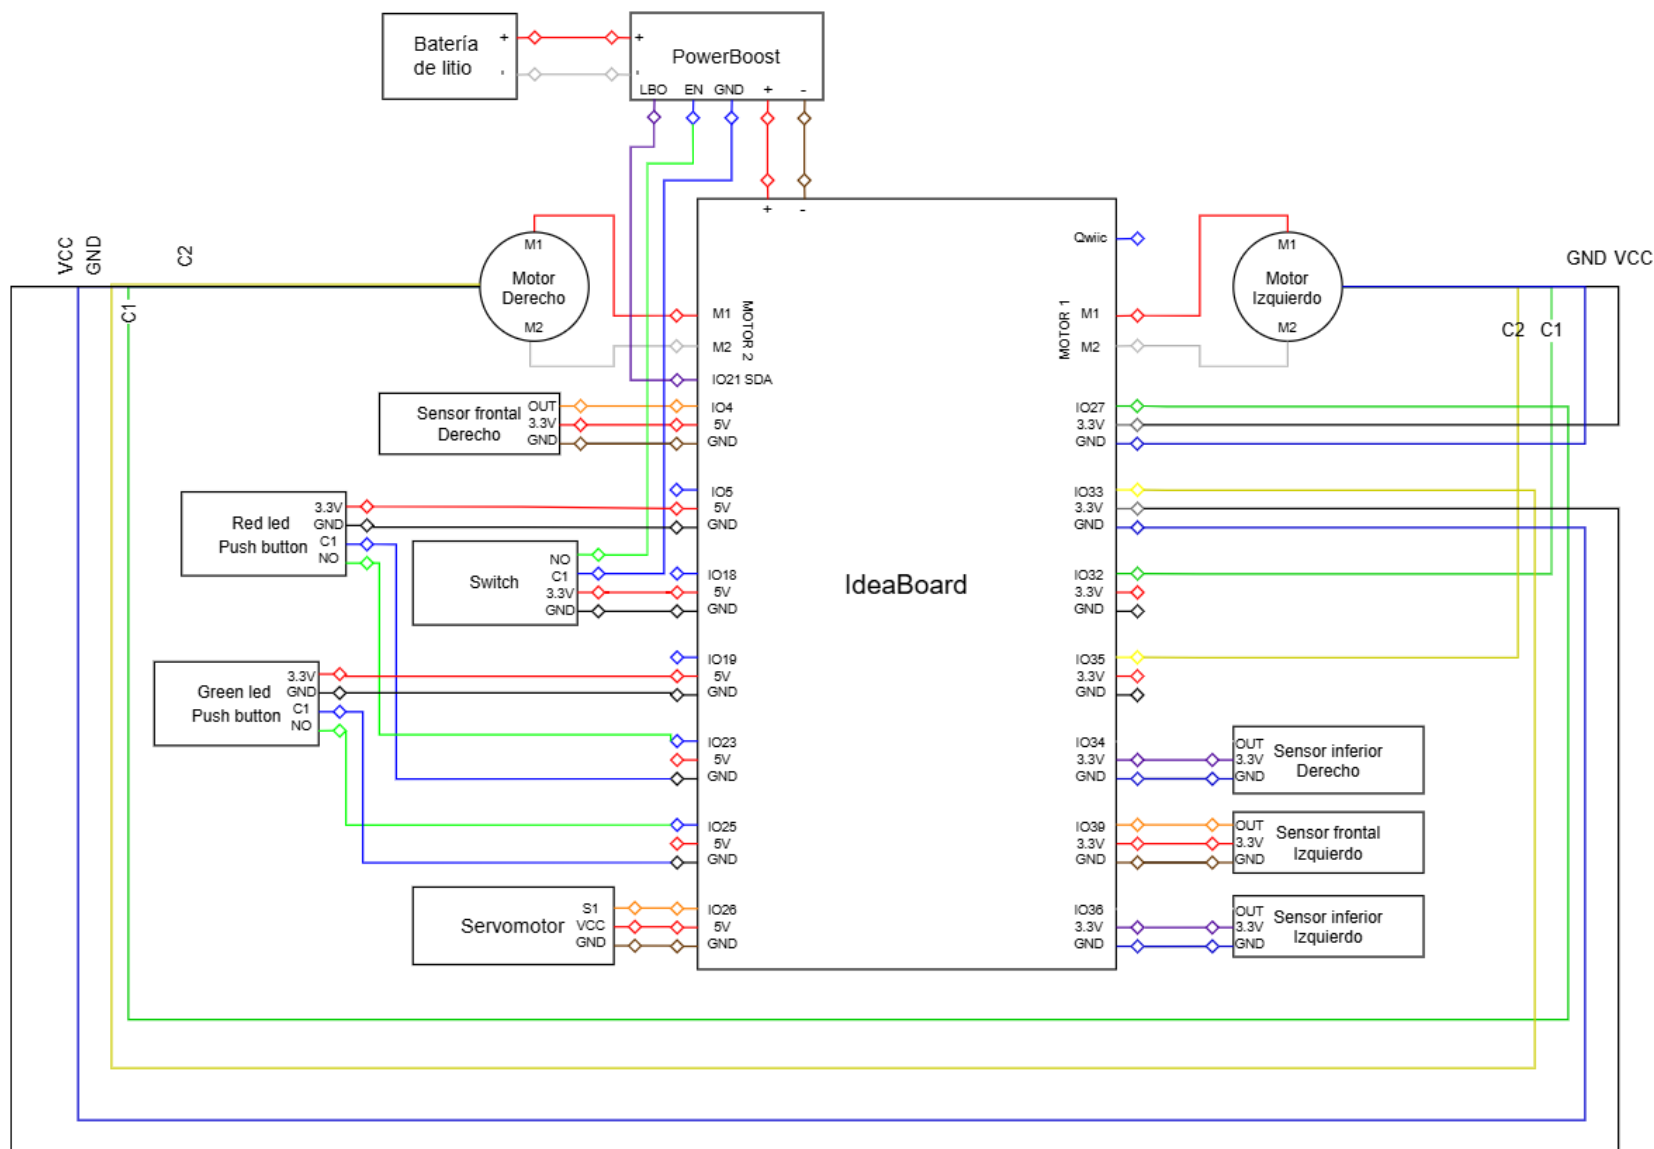 Batería
de litio
+
-
+
-
PowerBoost
LBO EN GND + -
+ -
VCC
GND
C2
C1
M1
Motor
Derecho
M2
M1
M2
MOTOR 2
IO21 SDA
Sensor frontal
Derecho
OUT
3.3V
GND
IO4
5V
GND
Red led
Push button
3.3V
GND
C1
NO
IO5
5V
GND
Switch
NO
C1
3.3V
GND
IO18
5V
GND
Green led
Push button
3.3V
GND
C1
NO
IO19
5V
GND
IO23
5V
GND
IO25
5V
GND
Servomotor
S1
VCC
GND
IO26
5V
GND
IdeaBoard
Qwiic
M1
M2
MOTOR 1
M1
Motor
Izquierdo
M2
GND VCC
C2 C1
IO27
3.3V
GND
IO33
3.3V
GND
IO32
3.3V
GND
IO35
3.3V
GND
IO34
3.3V
GND
OUT
3.3V
GND
Sensor inferior
Derecho
IO39
3.3V
GND
OUT
3.3V
GND
Sensor frontal
Izquierdo
IO36
3.3V
GND
OUT
3.3V
GND
Sensor inferior
Izquierdo